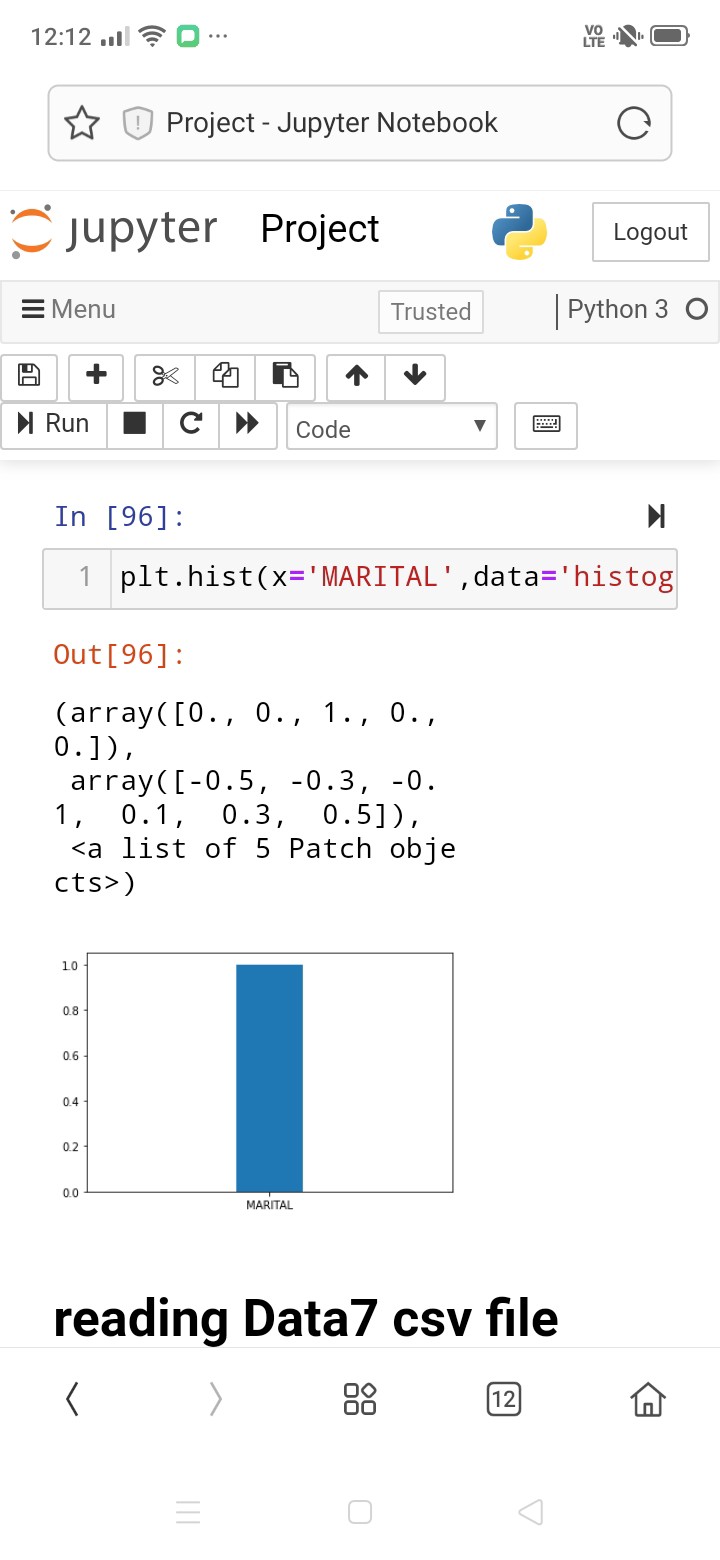 12:12 ... VO LTE
Project - Jupyter Notebook
jupyter Project Logout
Menu Trusted Python 3
Run Code
In [96]:
1 plt.hist(x='MARITAL',data='histog
Out[96]:
(array([0., 0., 1., 0.,
0.]),
array([-0.5, -0.3, -0.
1, 0.1, 0.3, 0.5]),
<a list of 5 Patch obje
cts>)
1.0
0.8
0.6
0.4
0.2
0.0
MARITAL
reading Data7 csv file
12